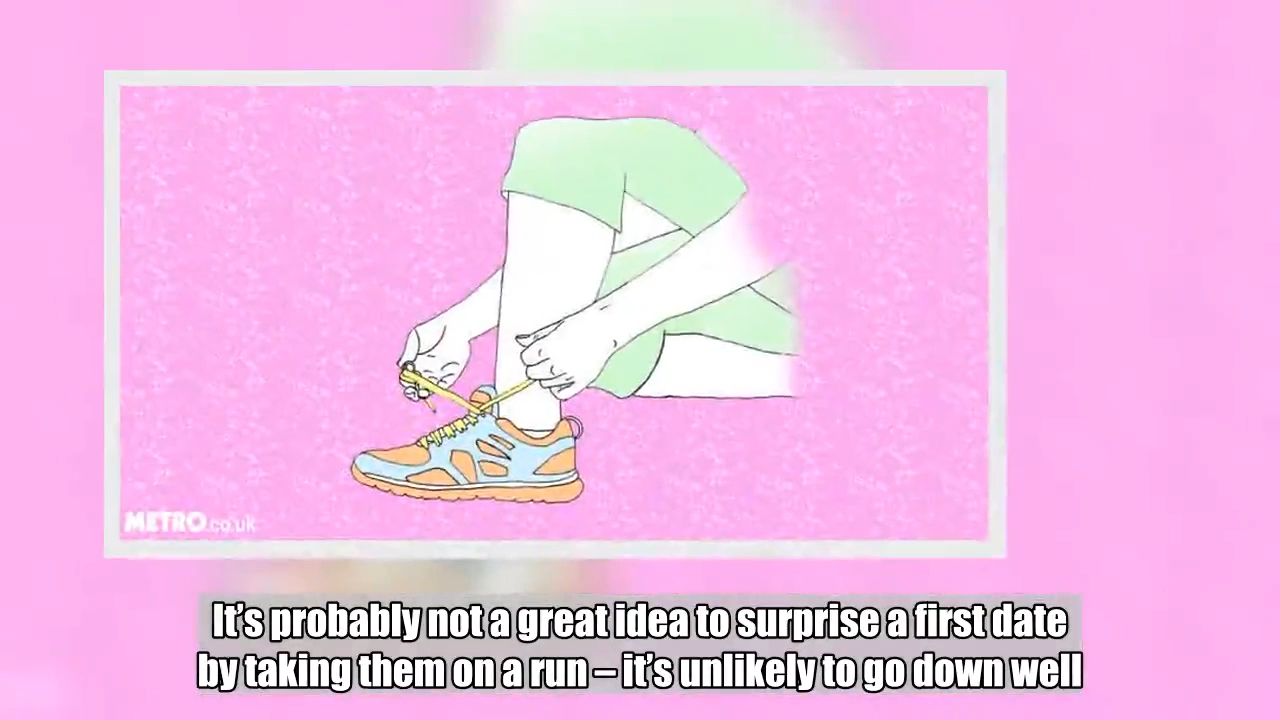 METRO.co.uk
It’s probably not a great idea to surprise a first date
by taking them on a run – it’s unlikely to go down well